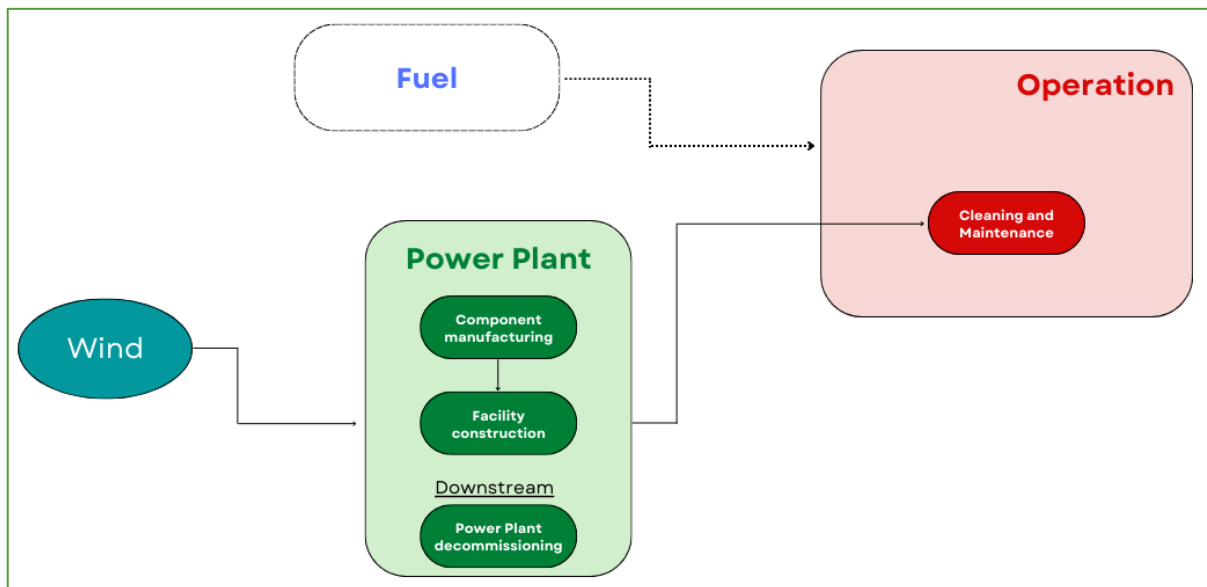 Fuel
Operation
Cleaning and
Maintenance
Power Plant
Component
manufacturing
Wind
Facility
construction
Downstream
Power Plant
decommissioning